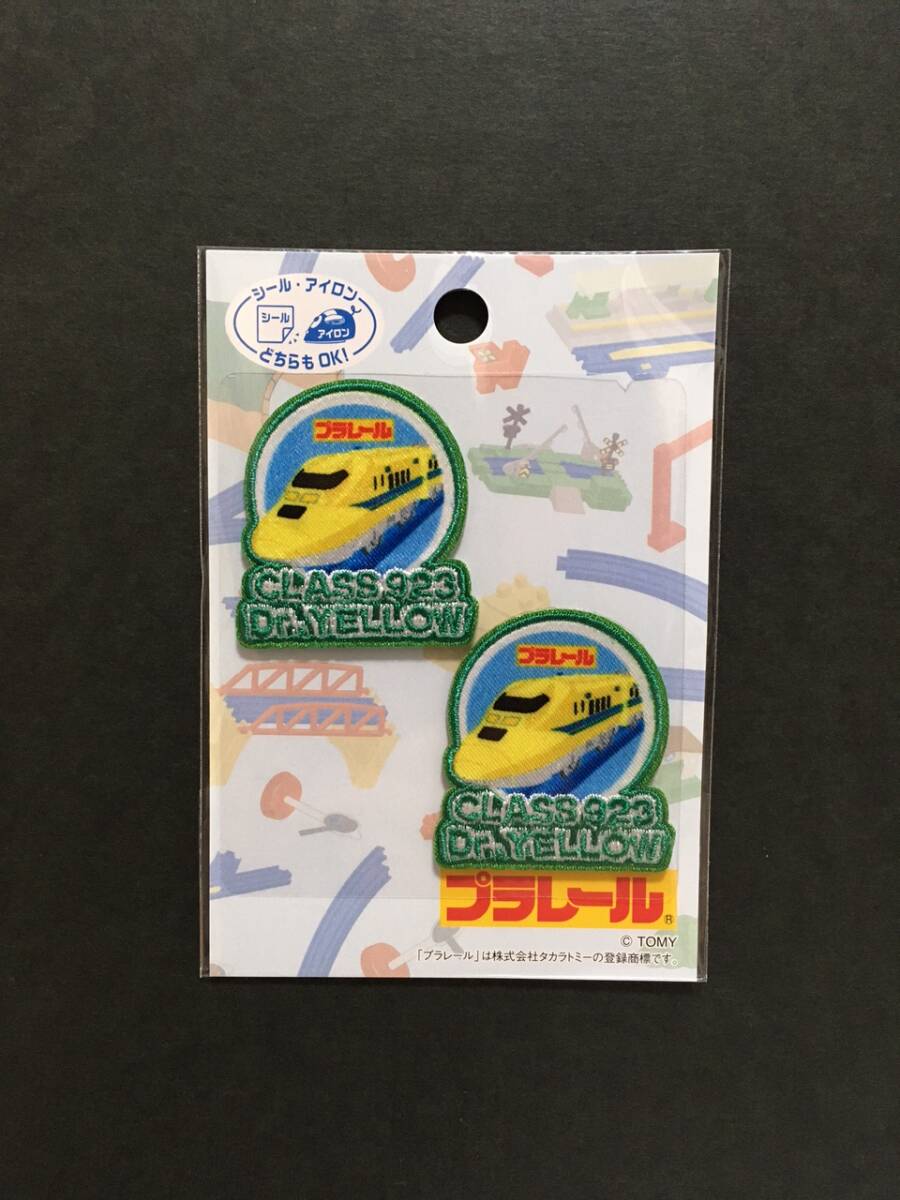 シール・アイロン
シール
アイロン
どちらもOK!
プラレール
CLASS 923
Dr.YELLOW
プラレール
CLASS 923
Dr.YELLOW
プラレール®
© TOMY
「プラレール」は株式会社タカラトミーの登録商標です。